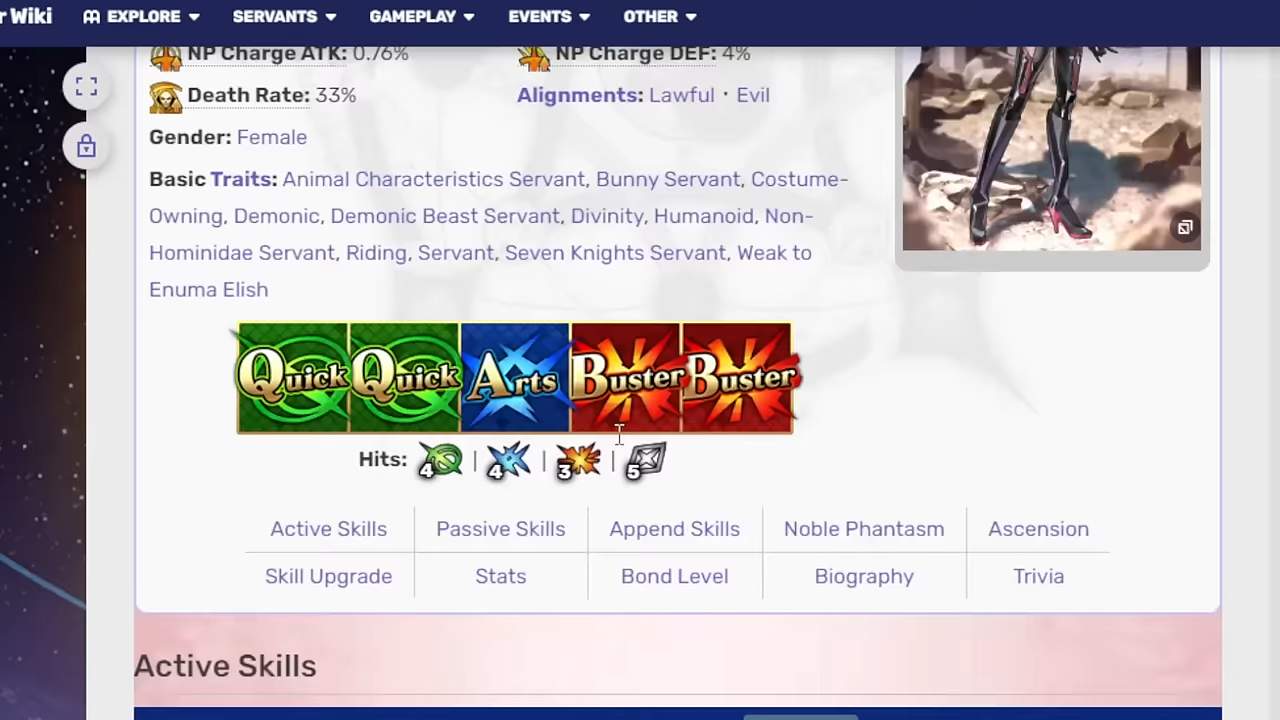 r Wiki EXPLORE SERVANTS GAMEPLAY EVENTS OTHER
NP Charge ATK: 0.76% NP Charge DEF: 4%
Death Rate: 33% Alignments: Lawful · Evil
Gender: Female
Basic Traits: Animal Characteristics Servant, Bunny Servant, Costume-
Owning, Demonic, Demonic Beast Servant, Divinity, Humanoid, Non-
Hominidae Servant, Riding, Servant, Seven Knights Servant, Weak to
Enuma Elish
Quick Quick Arts Buster Buster
Hits: 4 | 4 | 3 | 5
Active Skills Passive Skills Append Skills Noble Phantasm Ascension
Skill Upgrade Stats Bond Level Biography Trivia
Active Skills